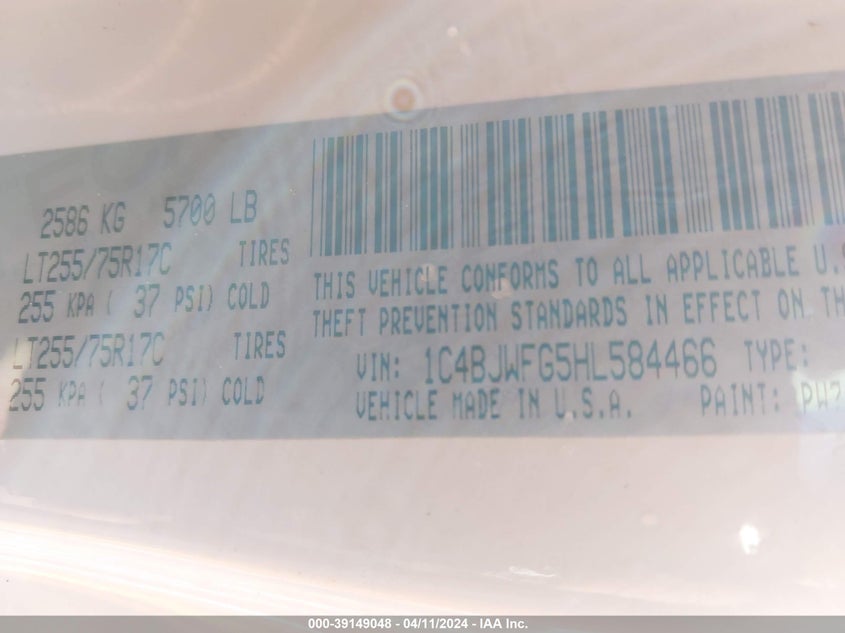 2586 KG 5700 LB
LT255/75R17C TIRES
255 KPA ( 37 PSI) COLD
LT255/75R17C TIRES
255 KPA ( 37 PSI) COLD
THIS VEHICLE CONFORMS TO ALL APPLICABLE U.
THEFT PREVENTION STANDARDS IN EFFECT ON TH
VIN: 1C4BJWFG5HL584466 TYPE:
VEHICLE MADE IN U.S.A. PAINT: PW7
000-39149048 - 04/11/2024 - IAA Inc.